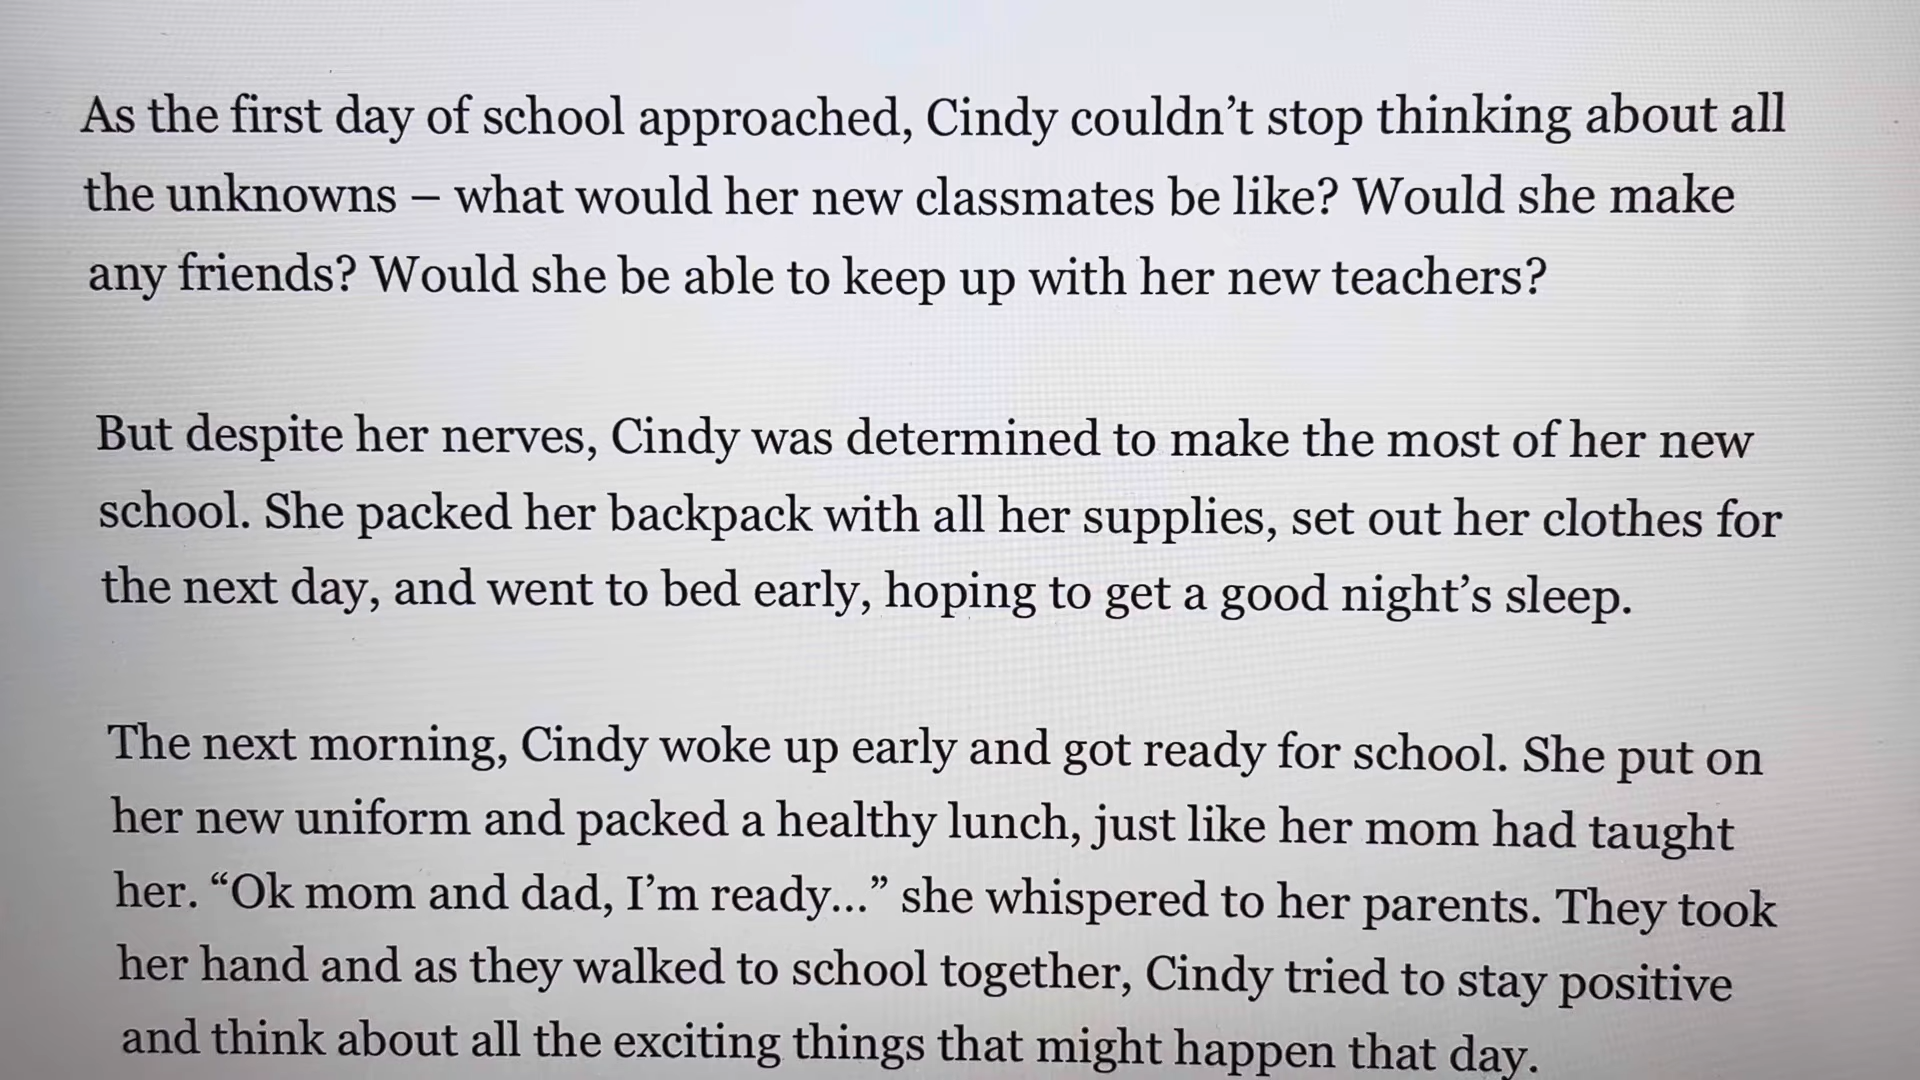 As the first day of school approached, Cindy couldn’t stop thinking about all
the unknowns – what would her new classmates be like? Would she make
any friends? Would she be able to keep up with her new teachers?
But despite her nerves, Cindy was determined to make the most of her new
school. She packed her backpack with all her supplies, set out her clothes for
the next day, and went to bed early, hoping to get a good night’s sleep.
The next morning, Cindy woke up early and got ready for school. She put on
her new uniform and packed a healthy lunch, just like her mom had taught
her. “Ok mom and dad, I’m ready...” she whispered to her parents. They took
her hand and as they walked to school together, Cindy tried to stay positive
and think about all the exciting things that might happen that day.